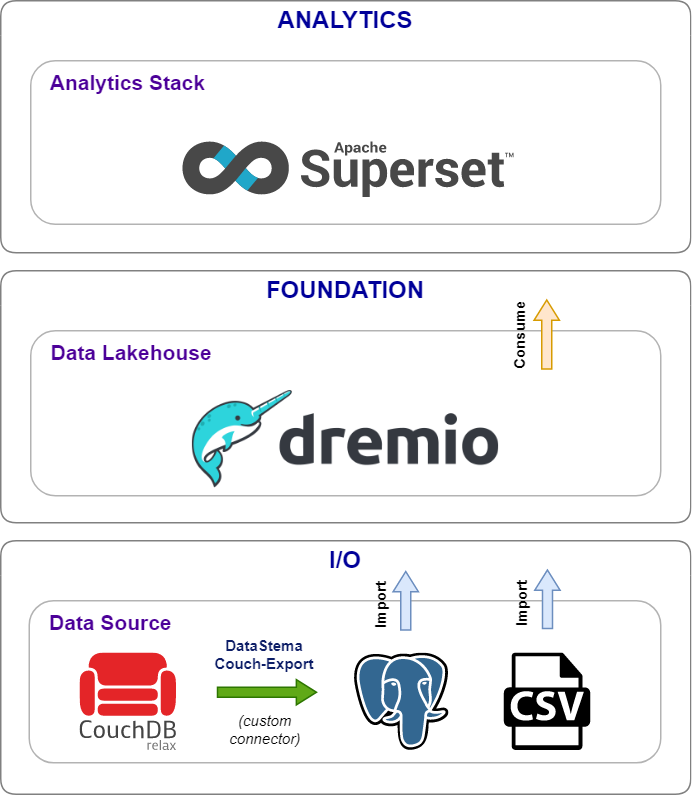 ANALYTICS
Analytics Stack
Apache
Superset™
FOUNDATION
Consume
Data Lakehouse
dremio
I/O
Import
Import
Data Source
DataStema
Couch-Export
CouchDB
relax
(custom
connector)
CSV